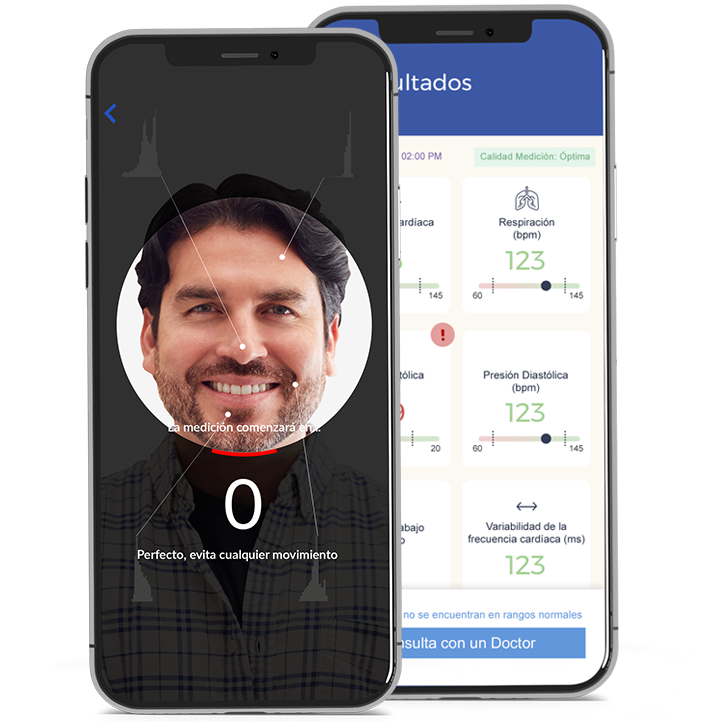 La medición comenzará en...
0
Perfecto, evita cualquier movimiento
ultados
02:00 PM
Calidad Medición: Óptima
ardíaca
145
Respiración
(bpm)
123
60
145
!
tólica
20
Presión Diastólica
(bpm)
123
60
145
abajo
o
Variabilidad de la
frecuencia cardíaca (ms)
123
no se encuentran en rangos normales
nsulta con un Doctor